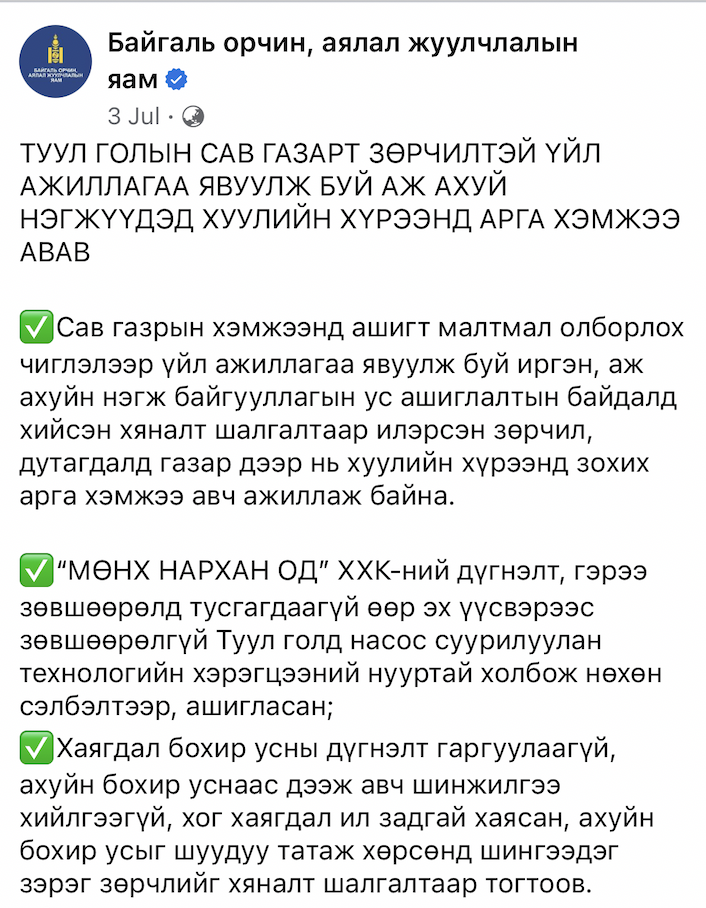 БАЙГАЛЬ ОРЧИН,
АЯЛАЛ ЖУУЛЧЛАЛЫН
ЯАМ
Байгаль орчин, аялал жуулчлалын
яам
3 Jul ·
ТУУЛ ГОЛЫН САВ ГАЗАРТ ЗӨРЧИЛТЭЙ ҮЙЛ
АЖИЛЛАГАА ЯВУУЛЖ БУЙ АЖ АХУЙ
НЭГЖҮҮДЭД ХУУЛИЙН ХҮРЭЭНД АРГА ХЭМЖЭЭ
АВАВ
✅Сав газрын хэмжээнд ашигт малтмал олборлох
чиглэлээр үйл ажиллагаа явуулж буй иргэн, аж
ахуйн нэгж байгууллагын ус ашиглалтын байдалд
хийсэн хяналт шалгалтаар илэрсэн зөрчил,
дутагдалд газар дээр нь хуулийн хүрээнд зохих
арга хэмжээ авч ажиллаж байна.
✅“МӨНХ НАРХАН ОД” ХХК-ний дүгнэлт, гэрээ
зөвшөөрөлд тусгагдаагүй өөр эх үүсвэрээс
зөвшөөрөлгүй Туул голд насос суурилуулан
технологийн хэрэгцээний нууртай холбож нөхөн
сэлбэлтээр, ашигласан;
✅Хаягдал бохир усны дүгнэлт гаргуулаагүй,
ахуйн бохир уснаас дээж авч шинжилгээ
хийлгээгүй, хог хаягдал ил задгай хаясан, ахуйн
бохир усыг шуудуу татаж хөрсөнд шингээдэг
зэрэг зөрчлийг хяналт шалгалтаар тогтоов.